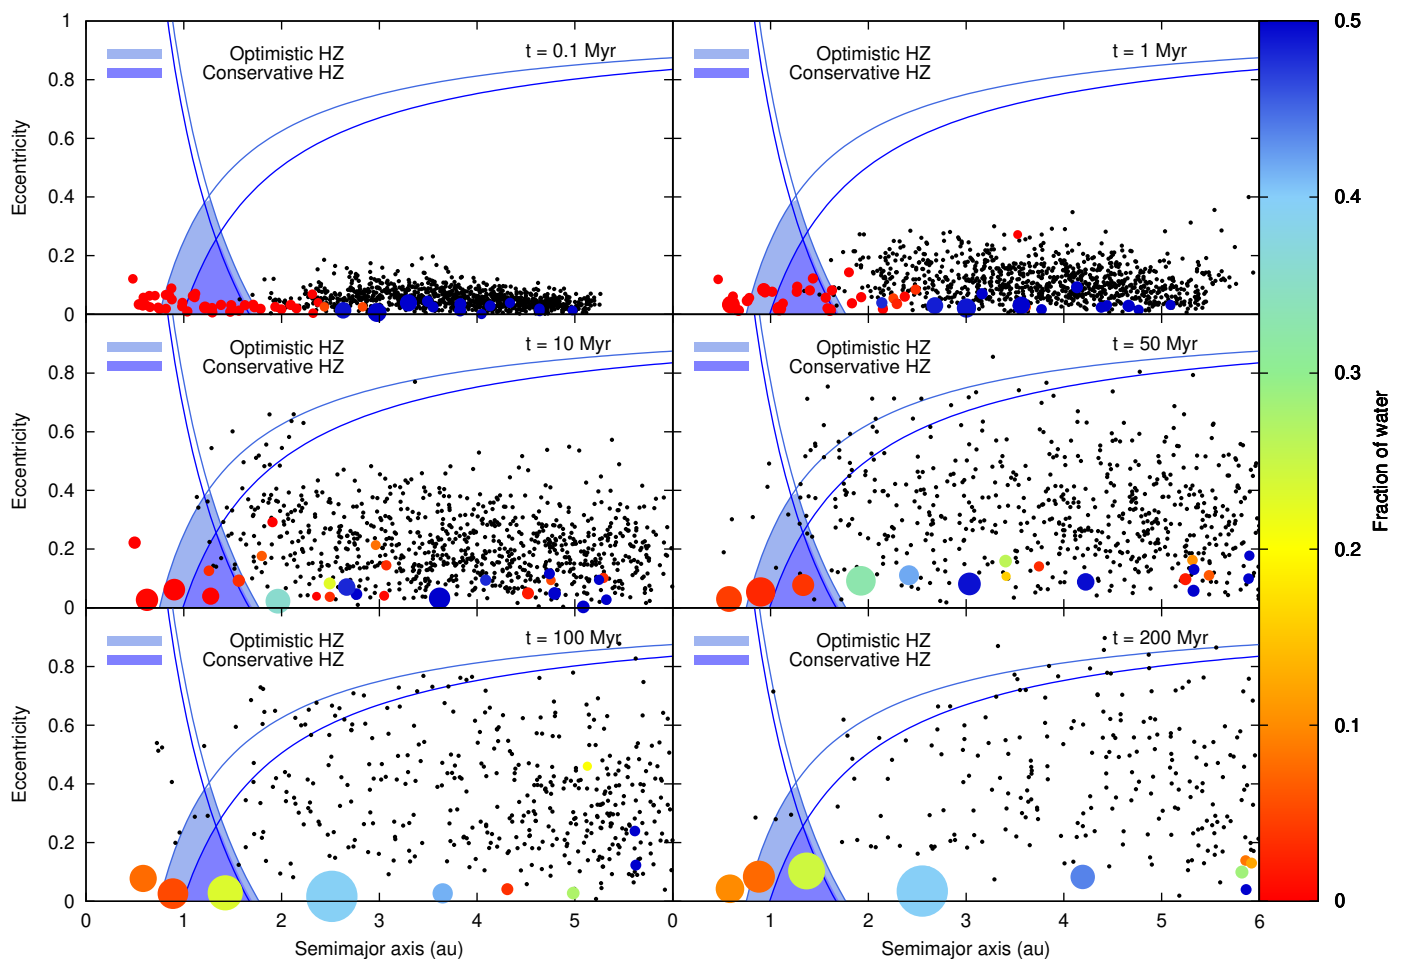 1
0.8
0.6
0.4
0.2
0
Eccentricity
Optimistic HZ
Conservative HZ
t = 0.1 Myr
Optimistic HZ
Conservative HZ
t = 1 Myr
0.8
0.6
0.4
0.2
0
Eccentricity
Optimistic HZ
Conservative HZ
t = 10 Myr
Optimistic HZ
Conservative HZ
t = 50 Myr
0.8
0.6
0.4
0.2
0
Eccentricity
Optimistic HZ
Conservative HZ
t = 100 Myr
Optimistic HZ
Conservative HZ
t = 200 Myr
0 1 2 3 4 5 0 1 2 3 4 5 6
Semimajor axis (au)
Semimajor axis (au)
0.5
0.4
0.3
0.2
0.1
0
Fraction of water